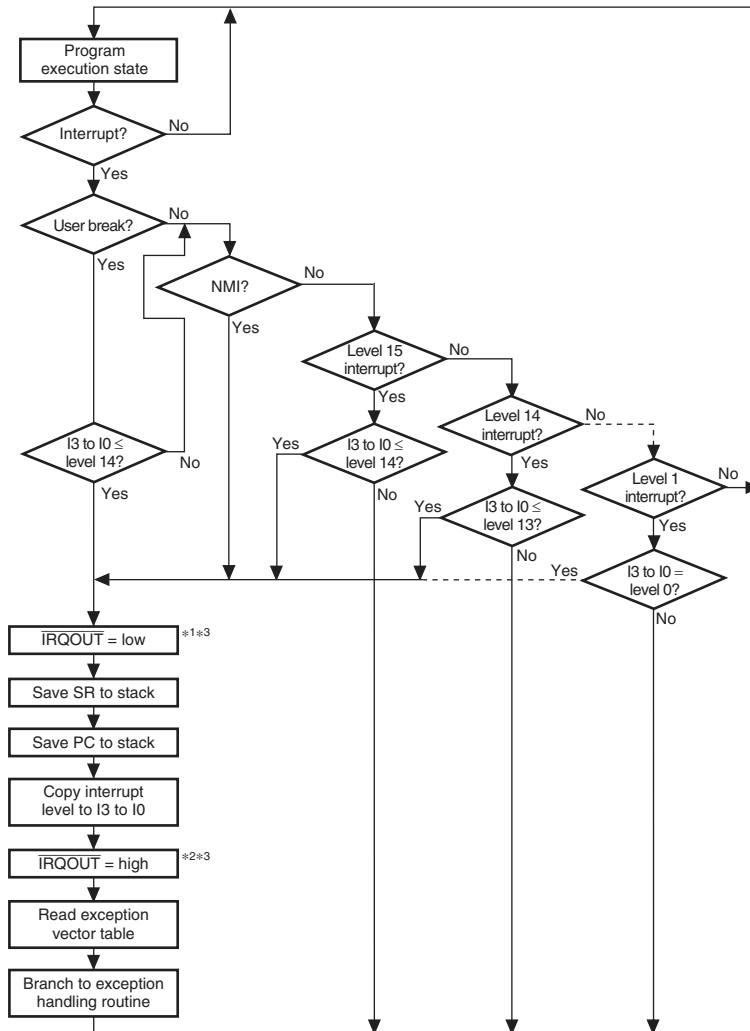 Program
execution state
Interrupt?
No
Yes
User break?
No
Yes
NMI?
No
Yes
Level 15
interrupt?
No
Yes
Level 14
interrupt?
No
Yes
I3 to I0 ≤
level 14?
No
Yes
Yes
I3 to I0 ≤
level 14?
No
Level 1
interrupt?
No
Yes
Yes
I3 to I0 ≤
level 13?
No
Yes
I3 to I0 =
level 0?
No
I̅R̅Q̅O̅U̅T̅ = low
*1*3
Save SR to stack
Save PC to stack
Copy interrupt
level to I3 to I0
I̅R̅Q̅O̅U̅T̅ = high
*2*3
Read exception
vector table
Branch to exception
handling routine